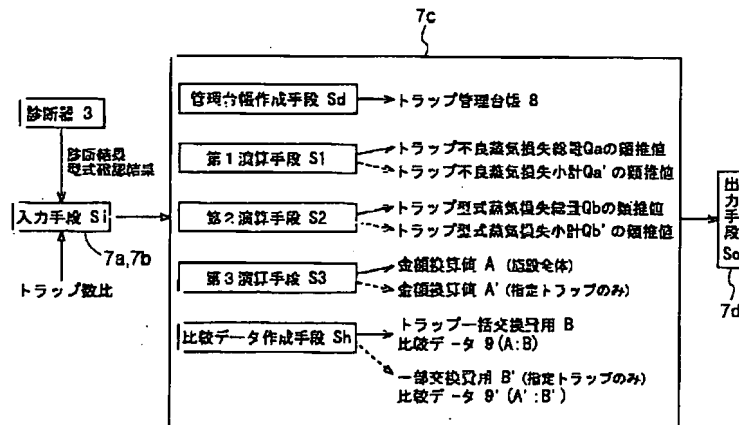 7c
管理台帳作成手段 Sd
トラップ管理台帳 8
診断器 3
診断結果
型式確認結果
第1演算手段 S1
トラップ不良蒸気損失総量Qaの類推値
トラップ不良蒸気損失小計Qa'の類推値
入力手段 Si
7a,7b
トラップ数比
第2演算手段 S2
トラップ型式蒸気損失総量Qbの類推値
トラップ型式蒸気損失小計Qb'の類推値
出力手段 So
7d
第3演算手段 S3
金額換算値 A (施設全体)
金額換算値 A' (指定トラップのみ)
比較データ作成手段 Sh
トラップ一括交換費用 B
比較データ 9(A:B)
一部交換費用 B' (指定トラップのみ)
比較データ 9'(A':B')